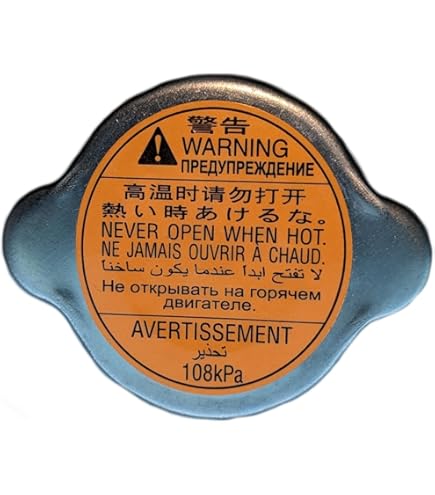 警告
WARNING
ПРЕДУПРЕЖДЕНИЕ
高温时请勿打开
熱い時あけるな。
NEVER OPEN WHEN HOT.
NE JAMAIS OUVRIR À CHAUD.
لا تفتح ابدأ عندما يكون ساخناً
Не открывать на горячем
двигателе.
AVERTISSEMENT
تحذير
108kPa